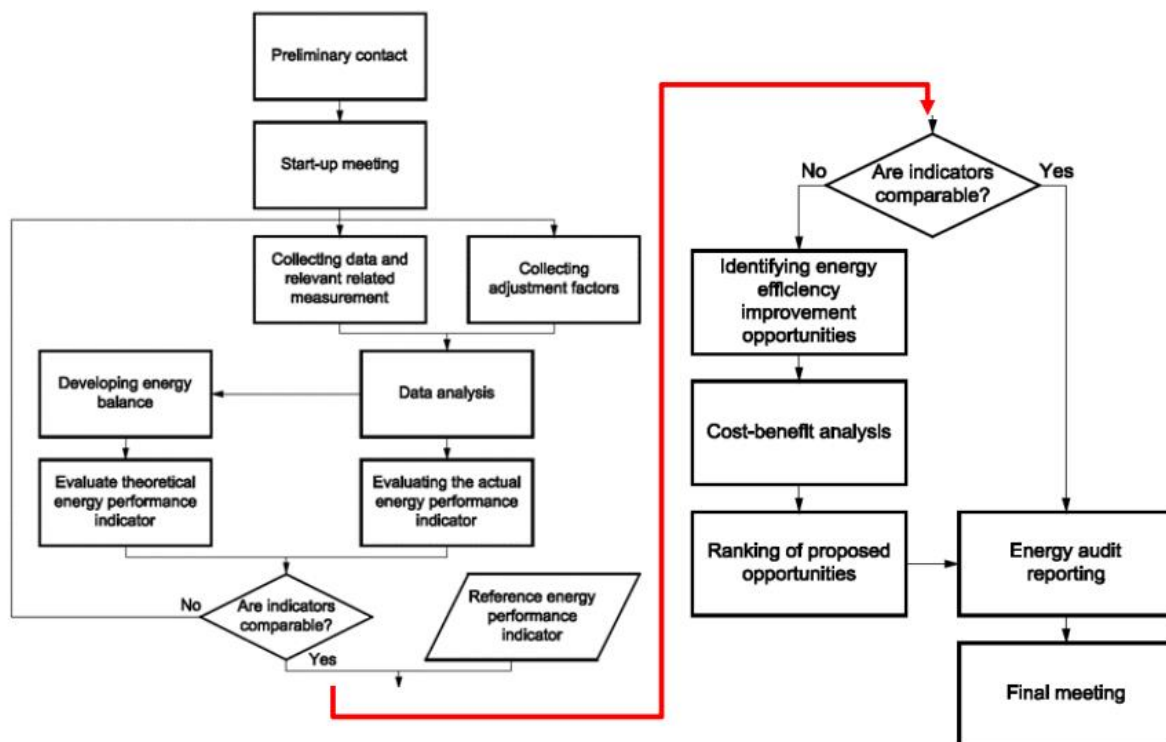 Preliminary contact
Start-up meeting
Collecting data and
relevant related
measurement
Collecting
adjustment factors
Developing energy
balance
Data analysis
Evaluate theoretical
energy performance
indicator
Evaluating the actual
energy performance
indicator
No
Are indicators
comparable?
Yes
Reference energy
performance
indicator
No
Are indicators
comparable?
Yes
Identifying energy
efficiency
improvement
opportunities
Cost-benefit analysis
Ranking of proposed
opportunities
Energy audit
reporting
Final meeting